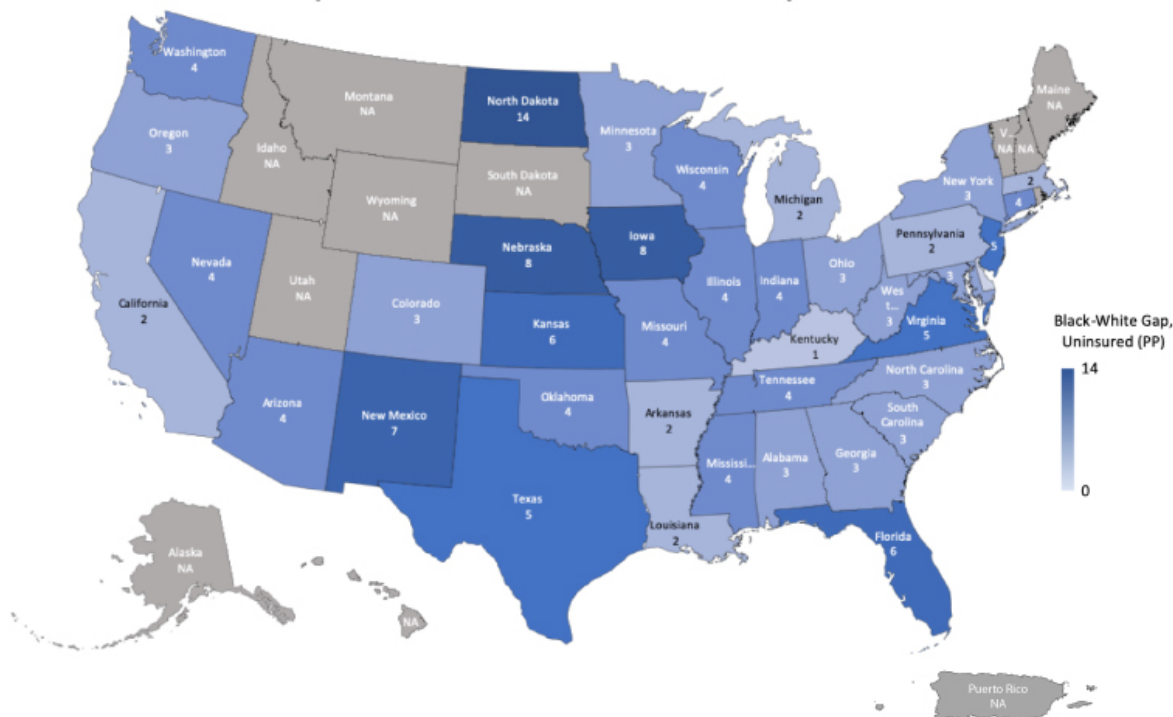 Washington
4
Montana
NA
North Dakota
14
Minnesota
3
Maine
NA
V...
NA
NA
Oregon
3
Idaho
NA
South Dakota
NA
Wisconsin
4
Michigan
2
New York
3
2
4
Wyoming
NA
Nebraska
8
Iowa
8
Pennsylvania
2
5
Nevada
4
Utah
NA
Colorado
3
Illinois
4
Indiana
4
Ohio
3
Wes
t...
3
3
California
2
Kansas
6
Missouri
4
Kentucky
1
Virginia
5
Arizona
4
New Mexico
7
Oklahoma
4
Arkansas
2
Tennessee
4
North Carolina
3
South
Carolina
3
Texas
5
Louisiana
2
Mississi...
4
Alabama
3
Georgia
3
Florida
6
Alaska
NA
NA
Puerto Rico
NA
Black-White Gap,
Uninsured (PP)
14
0